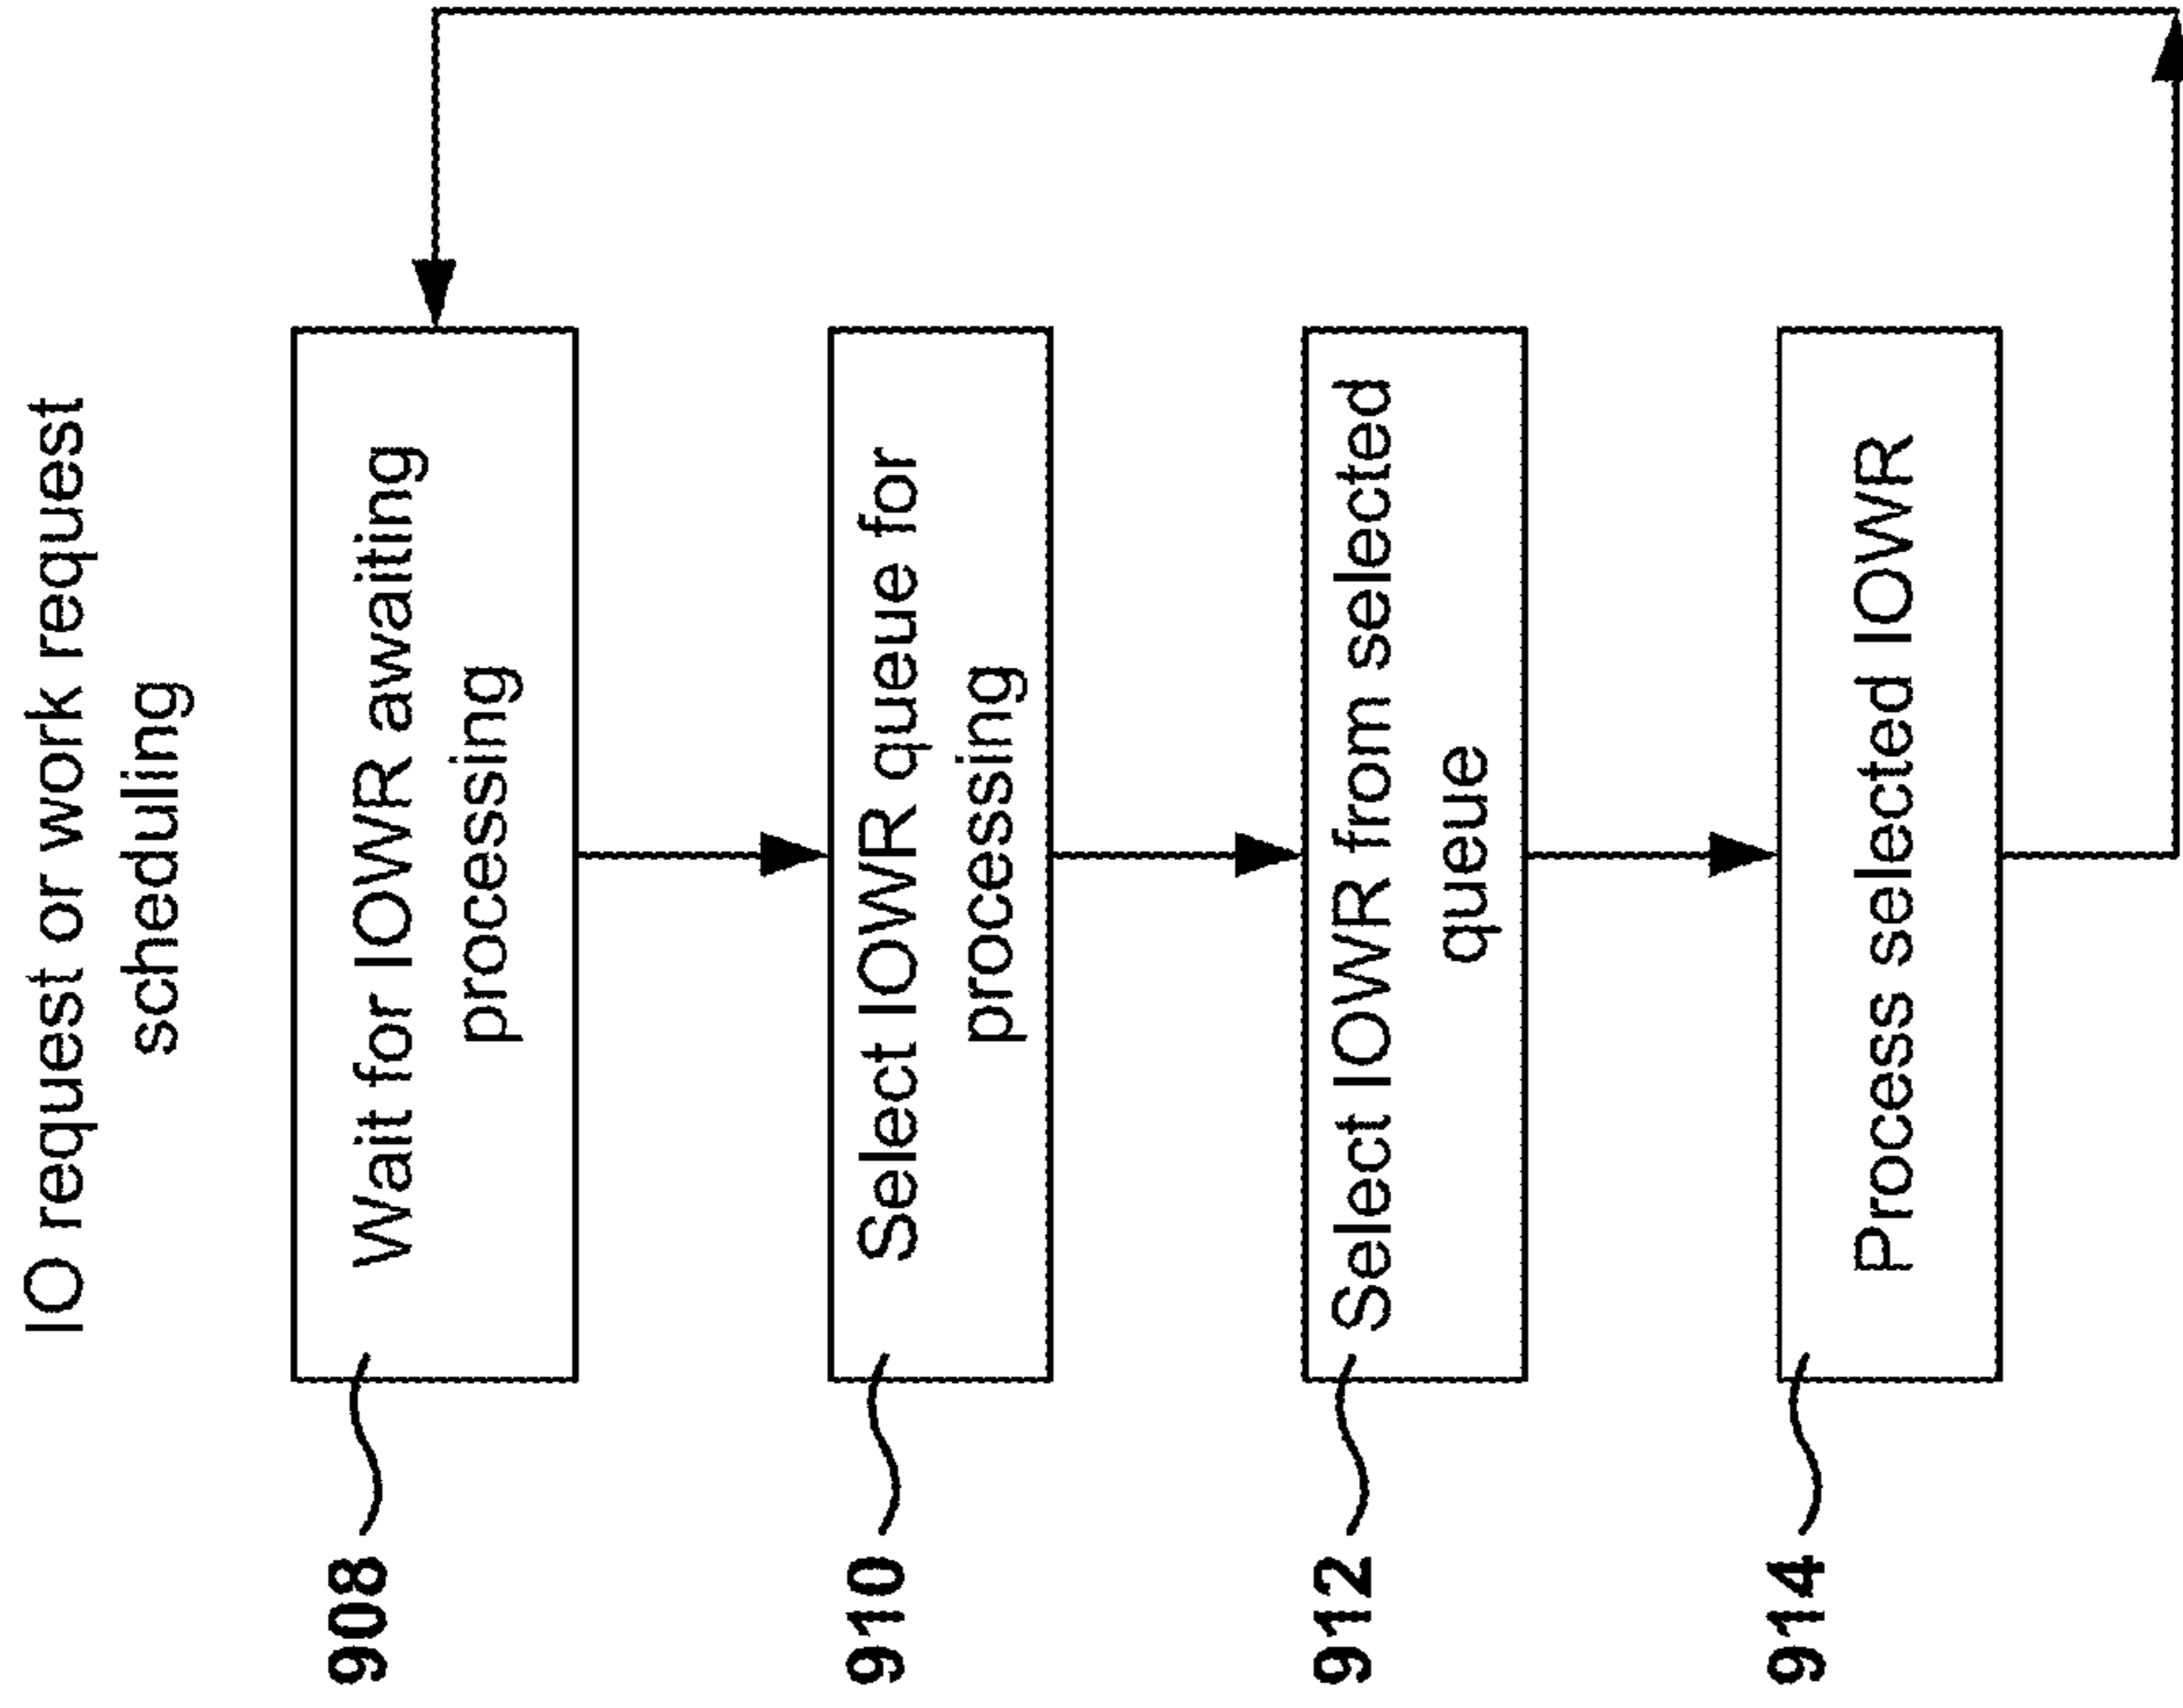 IO request or work request
scheduling
908
Wait for IOWR awaiting
processing
910
Select IOWR queue for
processing
912
Select IOWR from selected
queue
914
Process selected IOWR